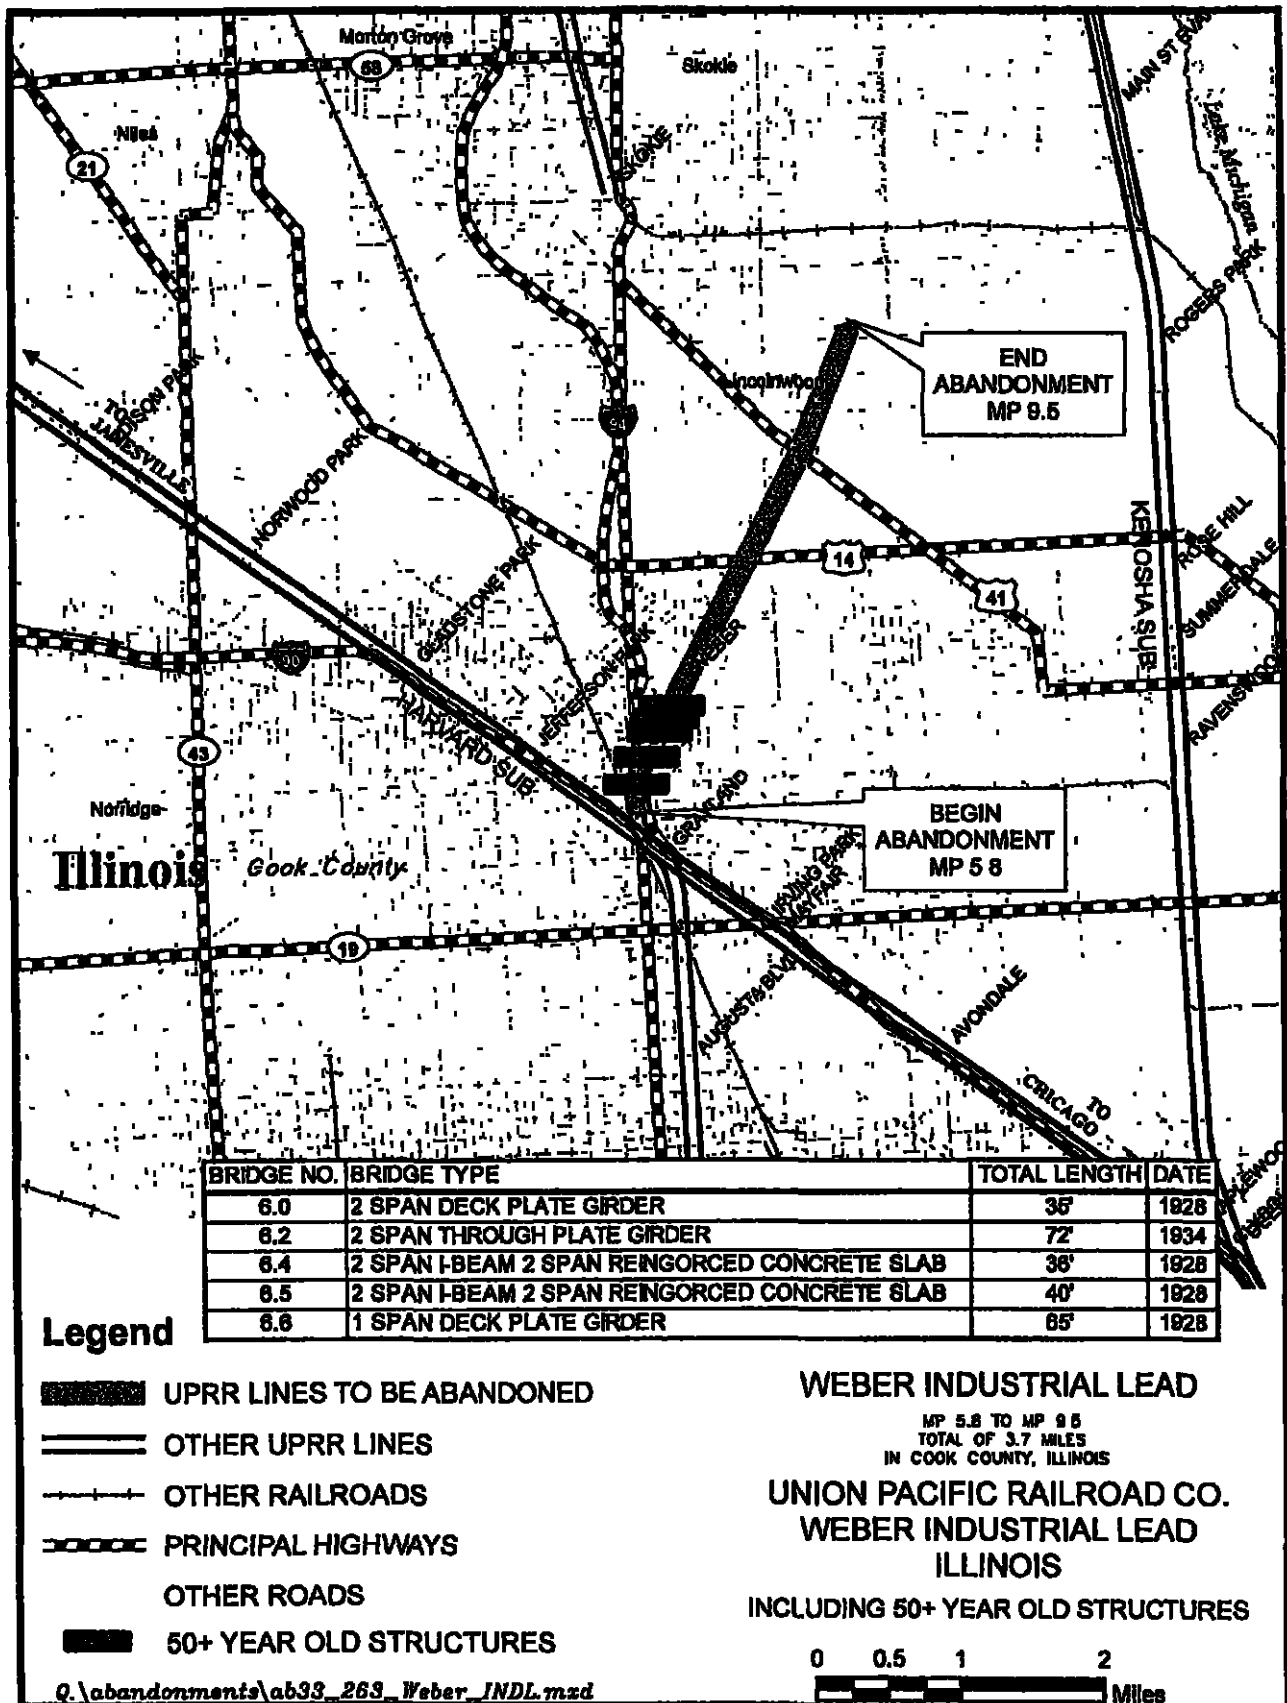 Morton Grove
58
Skokie
MAIN ST EVA
Niles
21
SKOKIE
Lake Michigan
ROGERS PARK
END
ABANDONMENT
MP 9.5
Lincolnwood
94
TO
JANESVILLE
EDISON PARK
NORWOOD PARK
KENOSHA SUB
ROSE HILL
14
41
SUMMERDALE
GLADSTONE PARK
JEFFERSON PARK
WEBER
90
RAVENSWOO
HARVARD SUB
43
Norridge
GRAYLAND
BEGIN
ABANDONMENT
MP 5 8
Illinois
Cook County
IRVING PARK
MAYFAIR
19
AUGUSTA BLVD
AVONDALE
TO
CHICAGO
BRIDGE NO. BRIDGE TYPE TOTAL LENGTH DATE
6.0 2 SPAN DECK PLATE GIRDER 35' 1928
6.2 2 SPAN THROUGH PLATE GIRDER 72' 1934
6.4 2 SPAN I-BEAM 2 SPAN REINGORCED CONCRETE SLAB 36' 1928
6.5 2 SPAN I-BEAM 2 SPAN REINGORCED CONCRETE SLAB 40' 1928
6.6 1 SPAN DECK PLATE GIRDER 65' 1928
Legend
UPRR LINES TO BE ABANDONED
OTHER UPRR LINES
OTHER RAILROADS
PRINCIPAL HIGHWAYS
OTHER ROADS
50+ YEAR OLD STRUCTURES
Q.\abandonments\ab33_263_Weber_INDL.mxd
WEBER INDUSTRIAL LEAD
MP 5.8 TO MP 9 5
TOTAL OF 3.7 MILES
IN COOK COUNTY, ILLINOIS
UNION PACIFIC RAILROAD CO.
WEBER INDUSTRIAL LEAD
ILLINOIS
INCLUDING 50+ YEAR OLD STRUCTURES
0 0.5 1 2
Miles